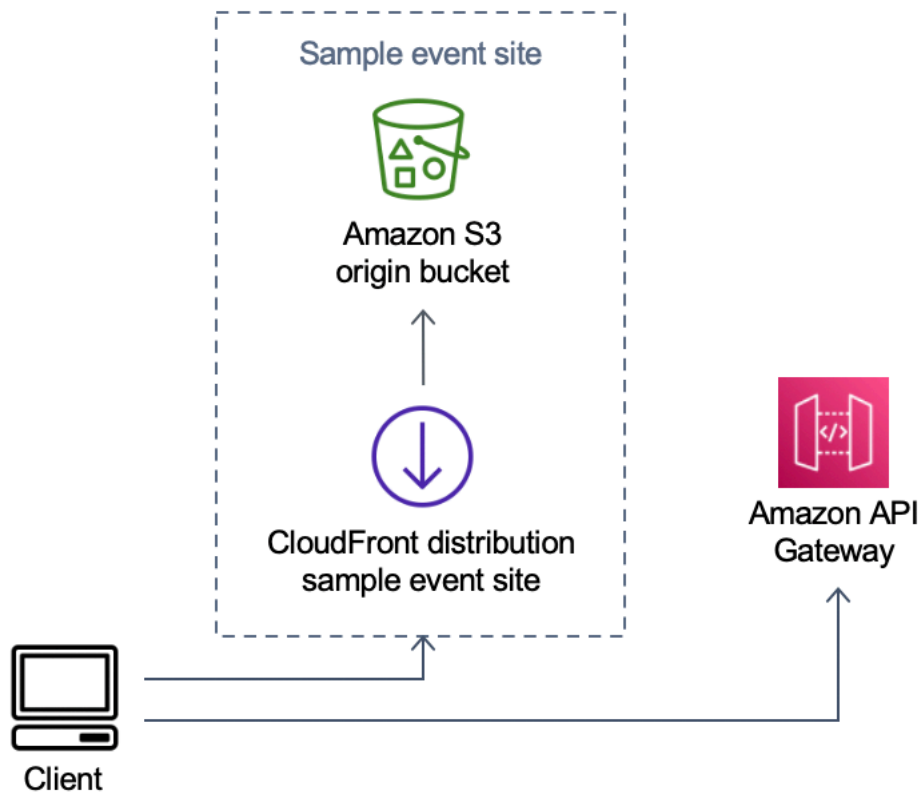 Sample event site
Amazon S3
origin bucket
CloudFront distribution
sample event site
</>
Amazon API
Gateway
Client